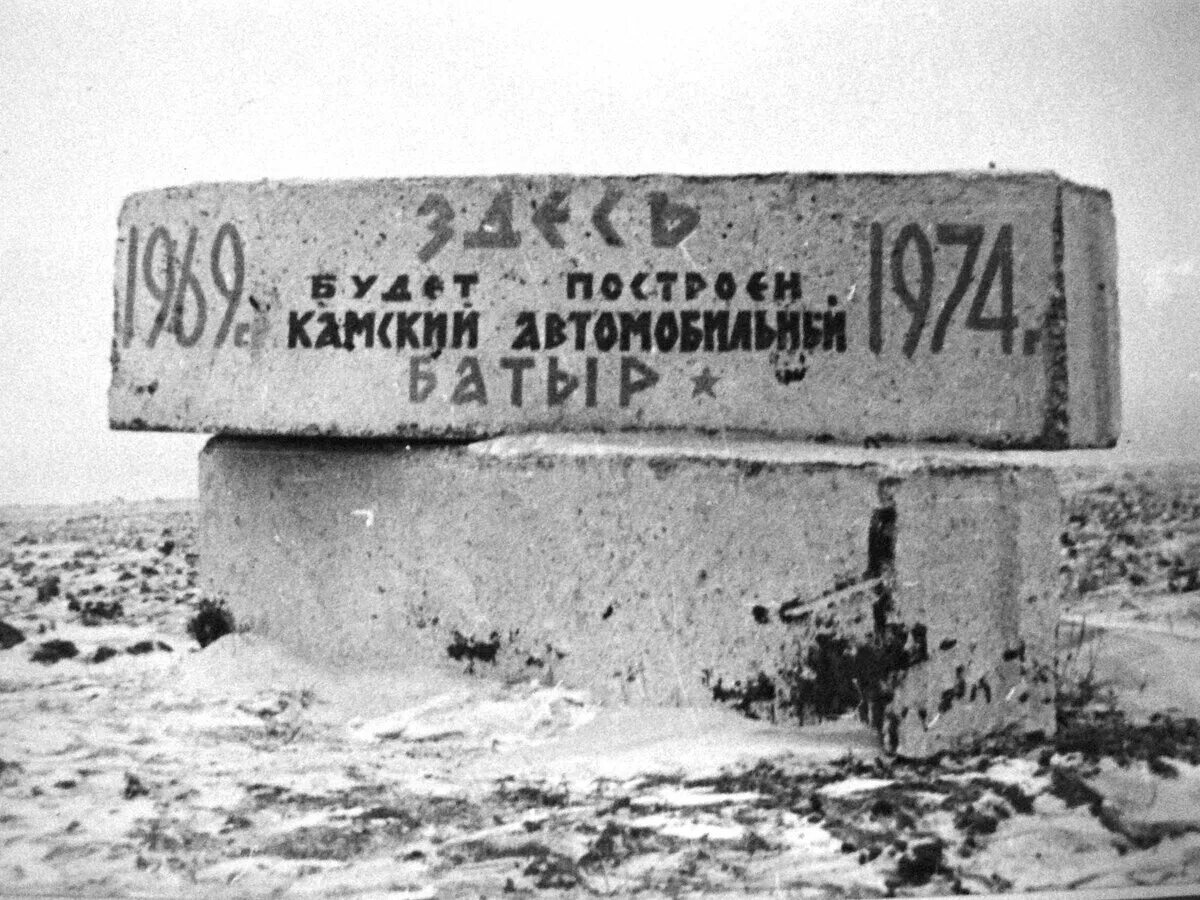 ЗДЕСЬ
1969г. БУДЕТ ПОСТРОЕН 1974г.
КАМСКИЙ АВТОМОБИЛЬНЫЙ
БАТЫР